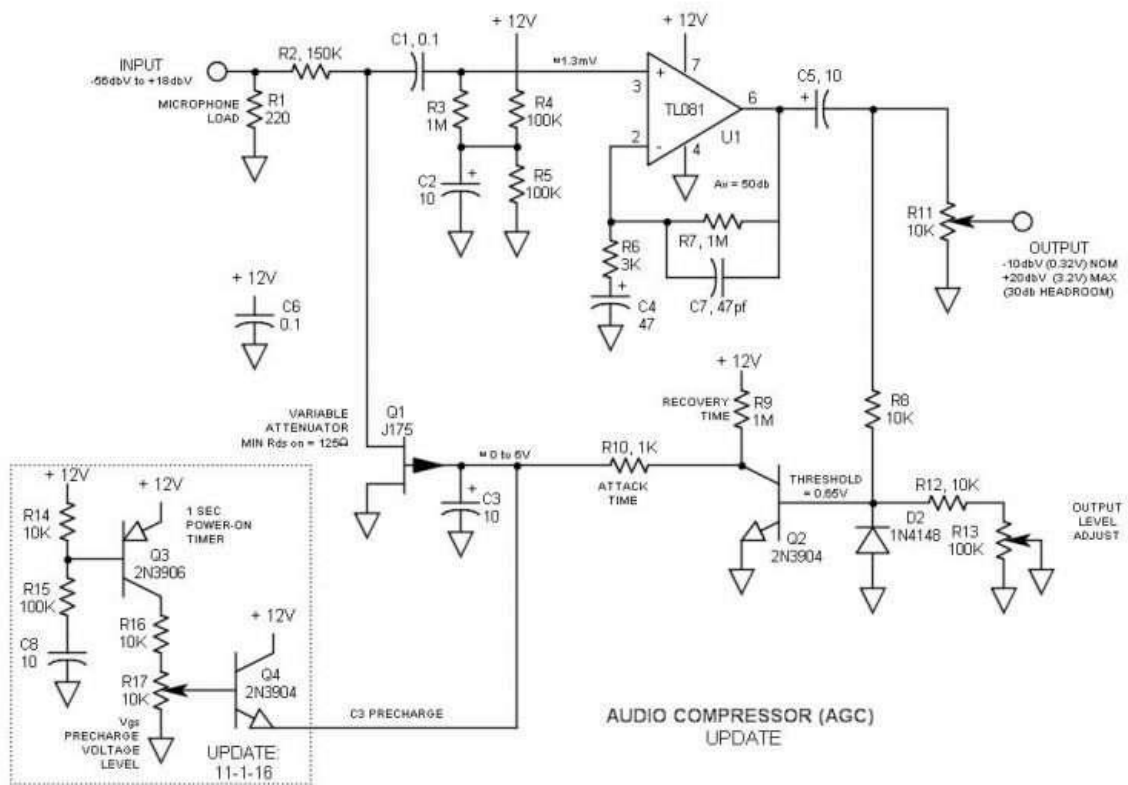 + 12V
+ 12V
INPUT
-55dbV to +18dbV
R2, 150K
C1, 0.1
≈1.3mV
C5, 10
+
MICROPHONE
LOAD
R1
220
R3
1M
R4
100K
3
+
7
TL081
6
U1
2
-
4
C2
10
+
R5
100K
Av = 50db
R7, 1M
R6
3K
+
C4
47
C7, 47pf
R11
10K
OUTPUT
-10dbV (0.32V) NOM
+20dbV (3.2V) MAX
(30db HEADROOM)
+ 12V
C6
0.1
+ 12V
RECOVERY
TIME
R9
1M
R8
10K
VARIABLE
ATTENUATOR
MIN Rds on = 125Ω
Q1
J175
≈ 0 to 6V
+
C3
10
R10, 1K
ATTACK
TIME
THRESHOLD
= 0.65V
Q2
2N3904
D2
1N4148
R12, 10K
R13
100K
OUTPUT
LEVEL
ADJUST
+ 12V
+ 12V
R14
10K
1 SEC
POWER-ON
TIMER
Q3
2N3906
R15
100K
C8
10
R16
10K
+ 12V
R17
10K
Q4
2N3904
Vgs
PRECHARGE
VOLTAGE
LEVEL
C3 PRECHARGE
UPDATE:
11-1-16
AUDIO COMPRESSOR (AGC)
UPDATE